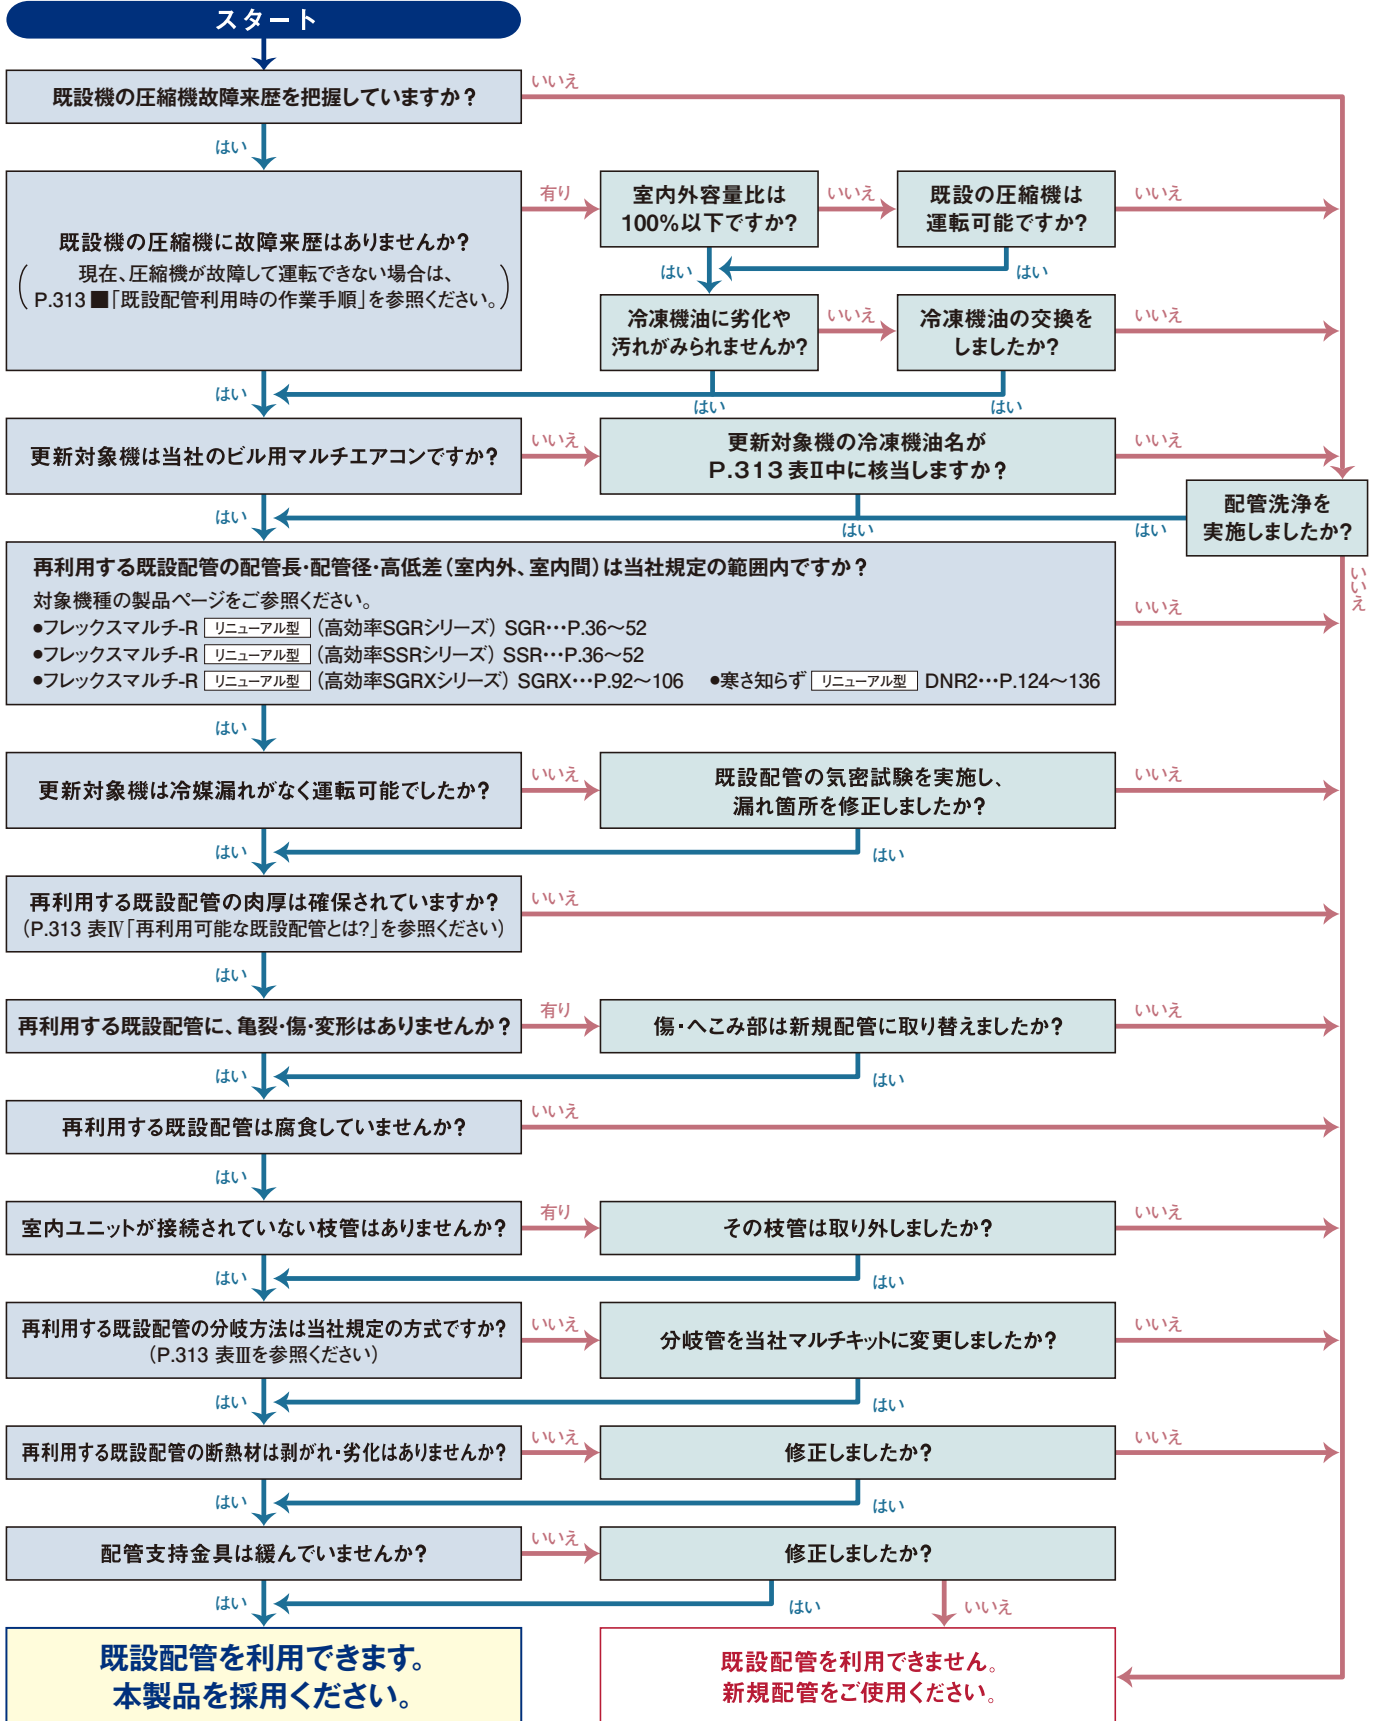 スタート
既設機の圧縮機故障来歴を把握していますか？
いいえ
はい
既設機の圧縮機に故障来歴はありませんか？
現在、圧縮機が故障して運転できない場合は、
P.313 ■「既設配管利用時の作業手順」を参照ください。
有り
室内外容量比は
100%以下ですか？
いいえ
既設の圧縮機は
運転可能ですか？
いいえ
はい
はい
冷凍機油に劣化や
汚れがみられませんか？
いいえ
冷凍機油の交換を
しましたか？
いいえ
はい
はい
はい
更新対象機は当社のビル用マルチエアコンですか？
いいえ
更新対象機の冷凍機油名が
P.313 表Ⅱ中に核当しますか？
いいえ
配管洗浄を
実施しましたか？
はい
はい
はい
いいえ
再利用する既設配管の配管長・配管径・高低差（室内外、室内間）は当社規定の範囲内ですか？
対象機種の製品ページをご参照ください。
●フレックスマルチ-R リニューアル型 （高効率SGRシリーズ） SGR…P.36〜52
●フレックスマルチ-R リニューアル型 （高効率SSRシリーズ） SSR…P.36〜52
●フレックスマルチ-R リニューアル型 （高効率SGRXシリーズ） SGRX…P.92〜106 ●寒さ知らず リニューアル型 DNR2…P.124〜136
いいえ
はい
更新対象機は冷媒漏れがなく運転可能でしたか？
いいえ
既設配管の気密試験を実施し、
漏れ箇所を修正しましたか？
いいえ
はい
はい
再利用する既設配管の肉厚は確保されていますか？
（P.313 表Ⅳ「再利用可能な既設配管とは？」を参照ください）
いいえ
はい
再利用する既設配管に、亀裂・傷・変形はありませんか？
有り
傷・へこみ部は新規配管に取り替えましたか？
いいえ
はい
はい
再利用する既設配管は腐食していませんか？
いいえ
はい
室内ユニットが接続されていない枝管はありませんか？
有り
その枝管は取り外しましたか？
いいえ
はい
はい
再利用する既設配管の分岐方法は当社規定の方式ですか？
（P.313 表Ⅲを参照ください）
いいえ
分岐管を当社マルチキットに変更しましたか？
いいえ
はい
はい
再利用する既設配管の断熱材は剥がれ・劣化はありませんか？
いいえ
修正しましたか？
いいえ
はい
はい
配管支持金具は緩んでいませんか？
いいえ
修正しましたか？
はい
はい
いいえ
既設配管を利用できます。
本製品を採用ください。
既設配管を利用できません。
新規配管をご使用ください。